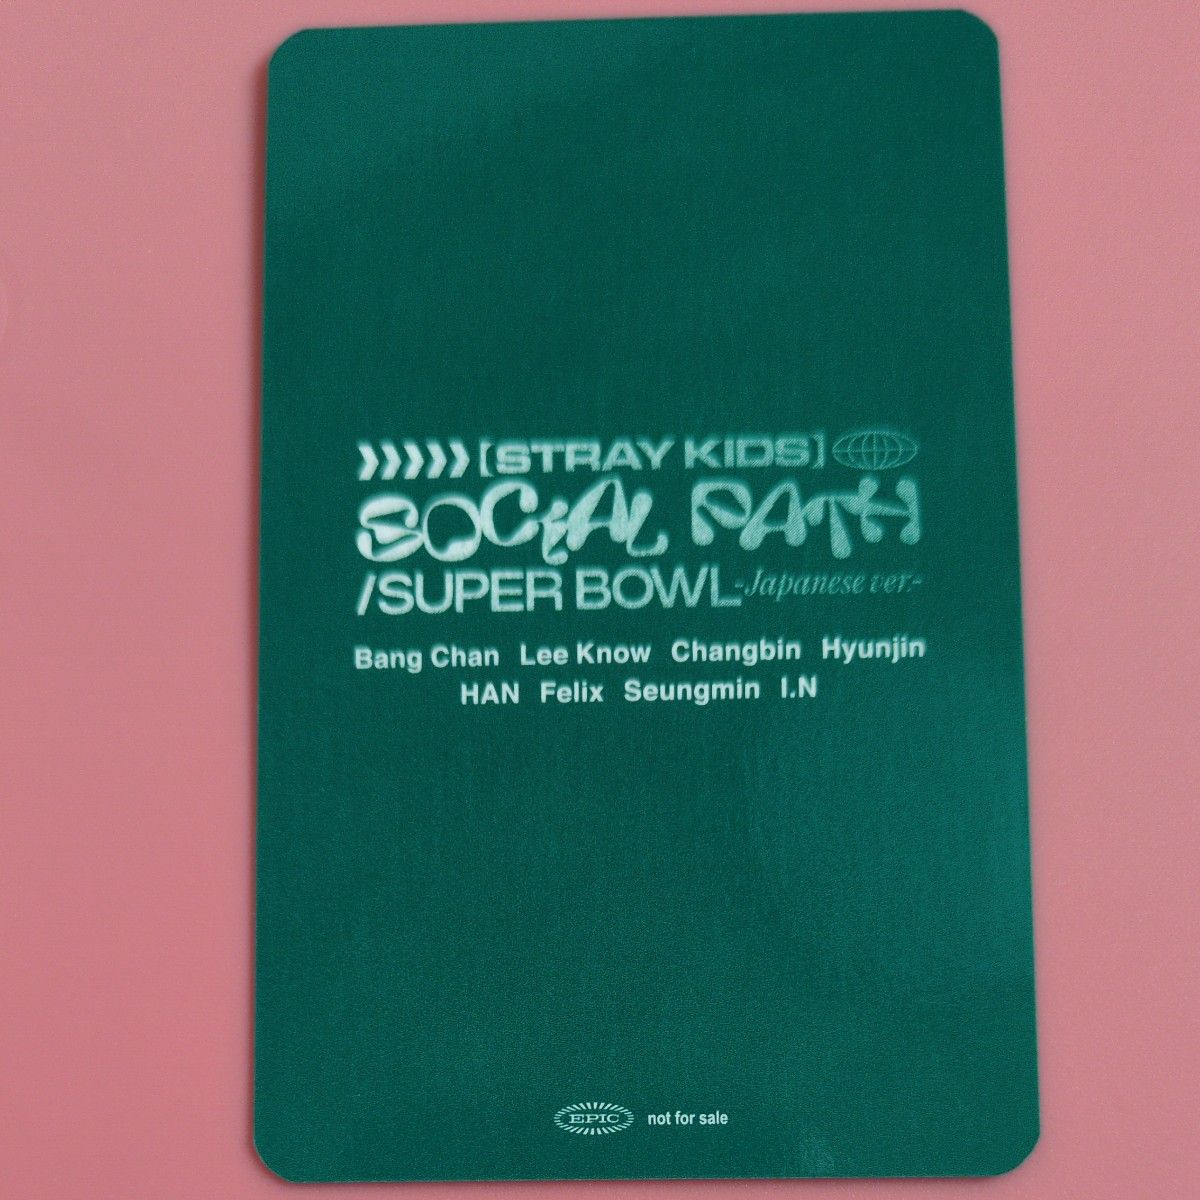 [STRAY KIDS]
SOCIAL PATH
/SUPER BOWL-Japanese ver.-
Bang Chan Lee Know Changbin Hyunjin
HAN Felix Seungmin I.N
EPIC not for sale